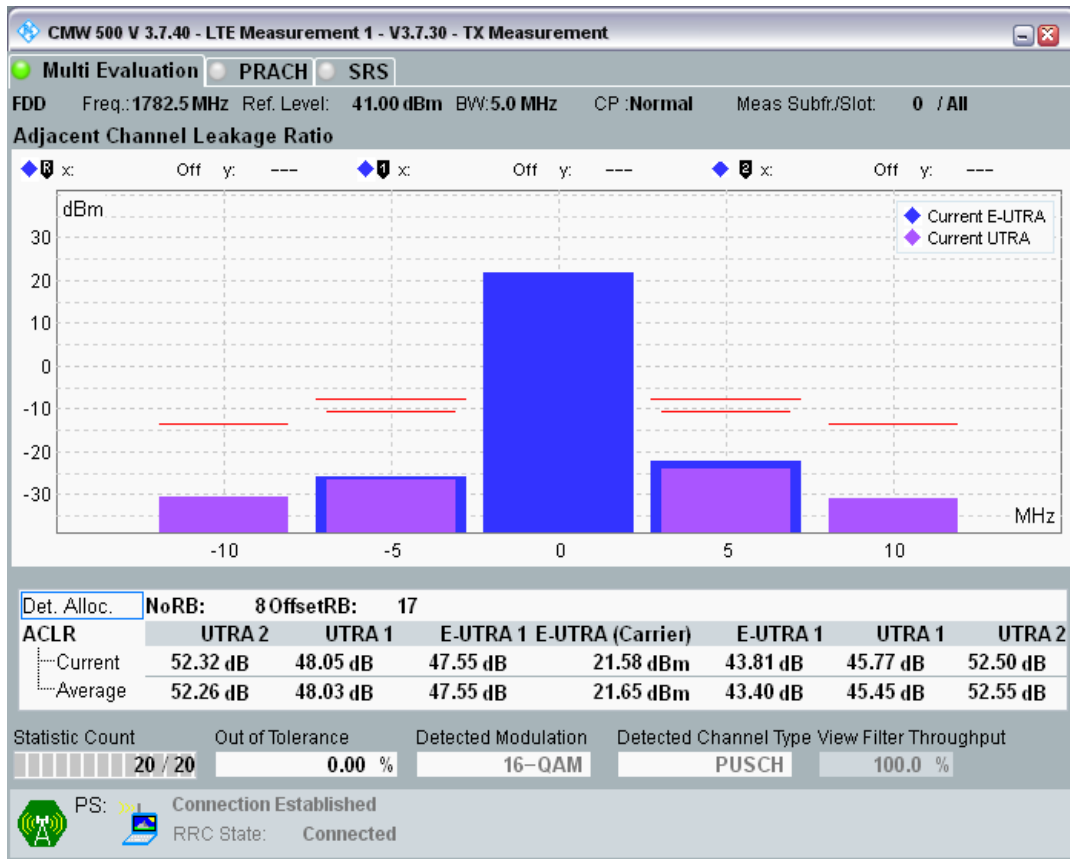 CMW 500 V 3.7.40 - LTE Measurement 1 - V3.7.30 - TX Measurement
Multi Evaluation PRACH SRS
FDD Freq.: 1782.5 MHz Ref. Level: 41.00 dBm BW: 5.0 MHz CP : Normal Meas Subfr./Slot: 0 / All
Adjacent Channel Leakage Ratio
R x: Off y: --- 1 x: Off y: --- 2 x: Off y: ---
dBm
Current E-UTRA
Current UTRA
30
20
10
0
-10
-20
-30
MHz
-10 -5 0 5 10
Det. Alloc. NoRB: 8 OffsetRB: 17
ACLR UTRA 2 UTRA 1 E-UTRA 1 E-UTRA (Carrier) E-UTRA 1 UTRA 1 UTRA 2
Current 52.32 dB 48.05 dB 47.55 dB 21.58 dBm 43.81 dB 45.77 dB 52.50 dB
Average 52.26 dB 48.03 dB 47.55 dB 21.65 dBm 43.40 dB 45.45 dB 52.55 dB
Statistic Count Out of Tolerance Detected Modulation Detected Channel Type View Filter Throughput
20 / 20 0.00 % 16-QAM PUSCH 100.0 %
PS: Connection Established
RRC State: Connected